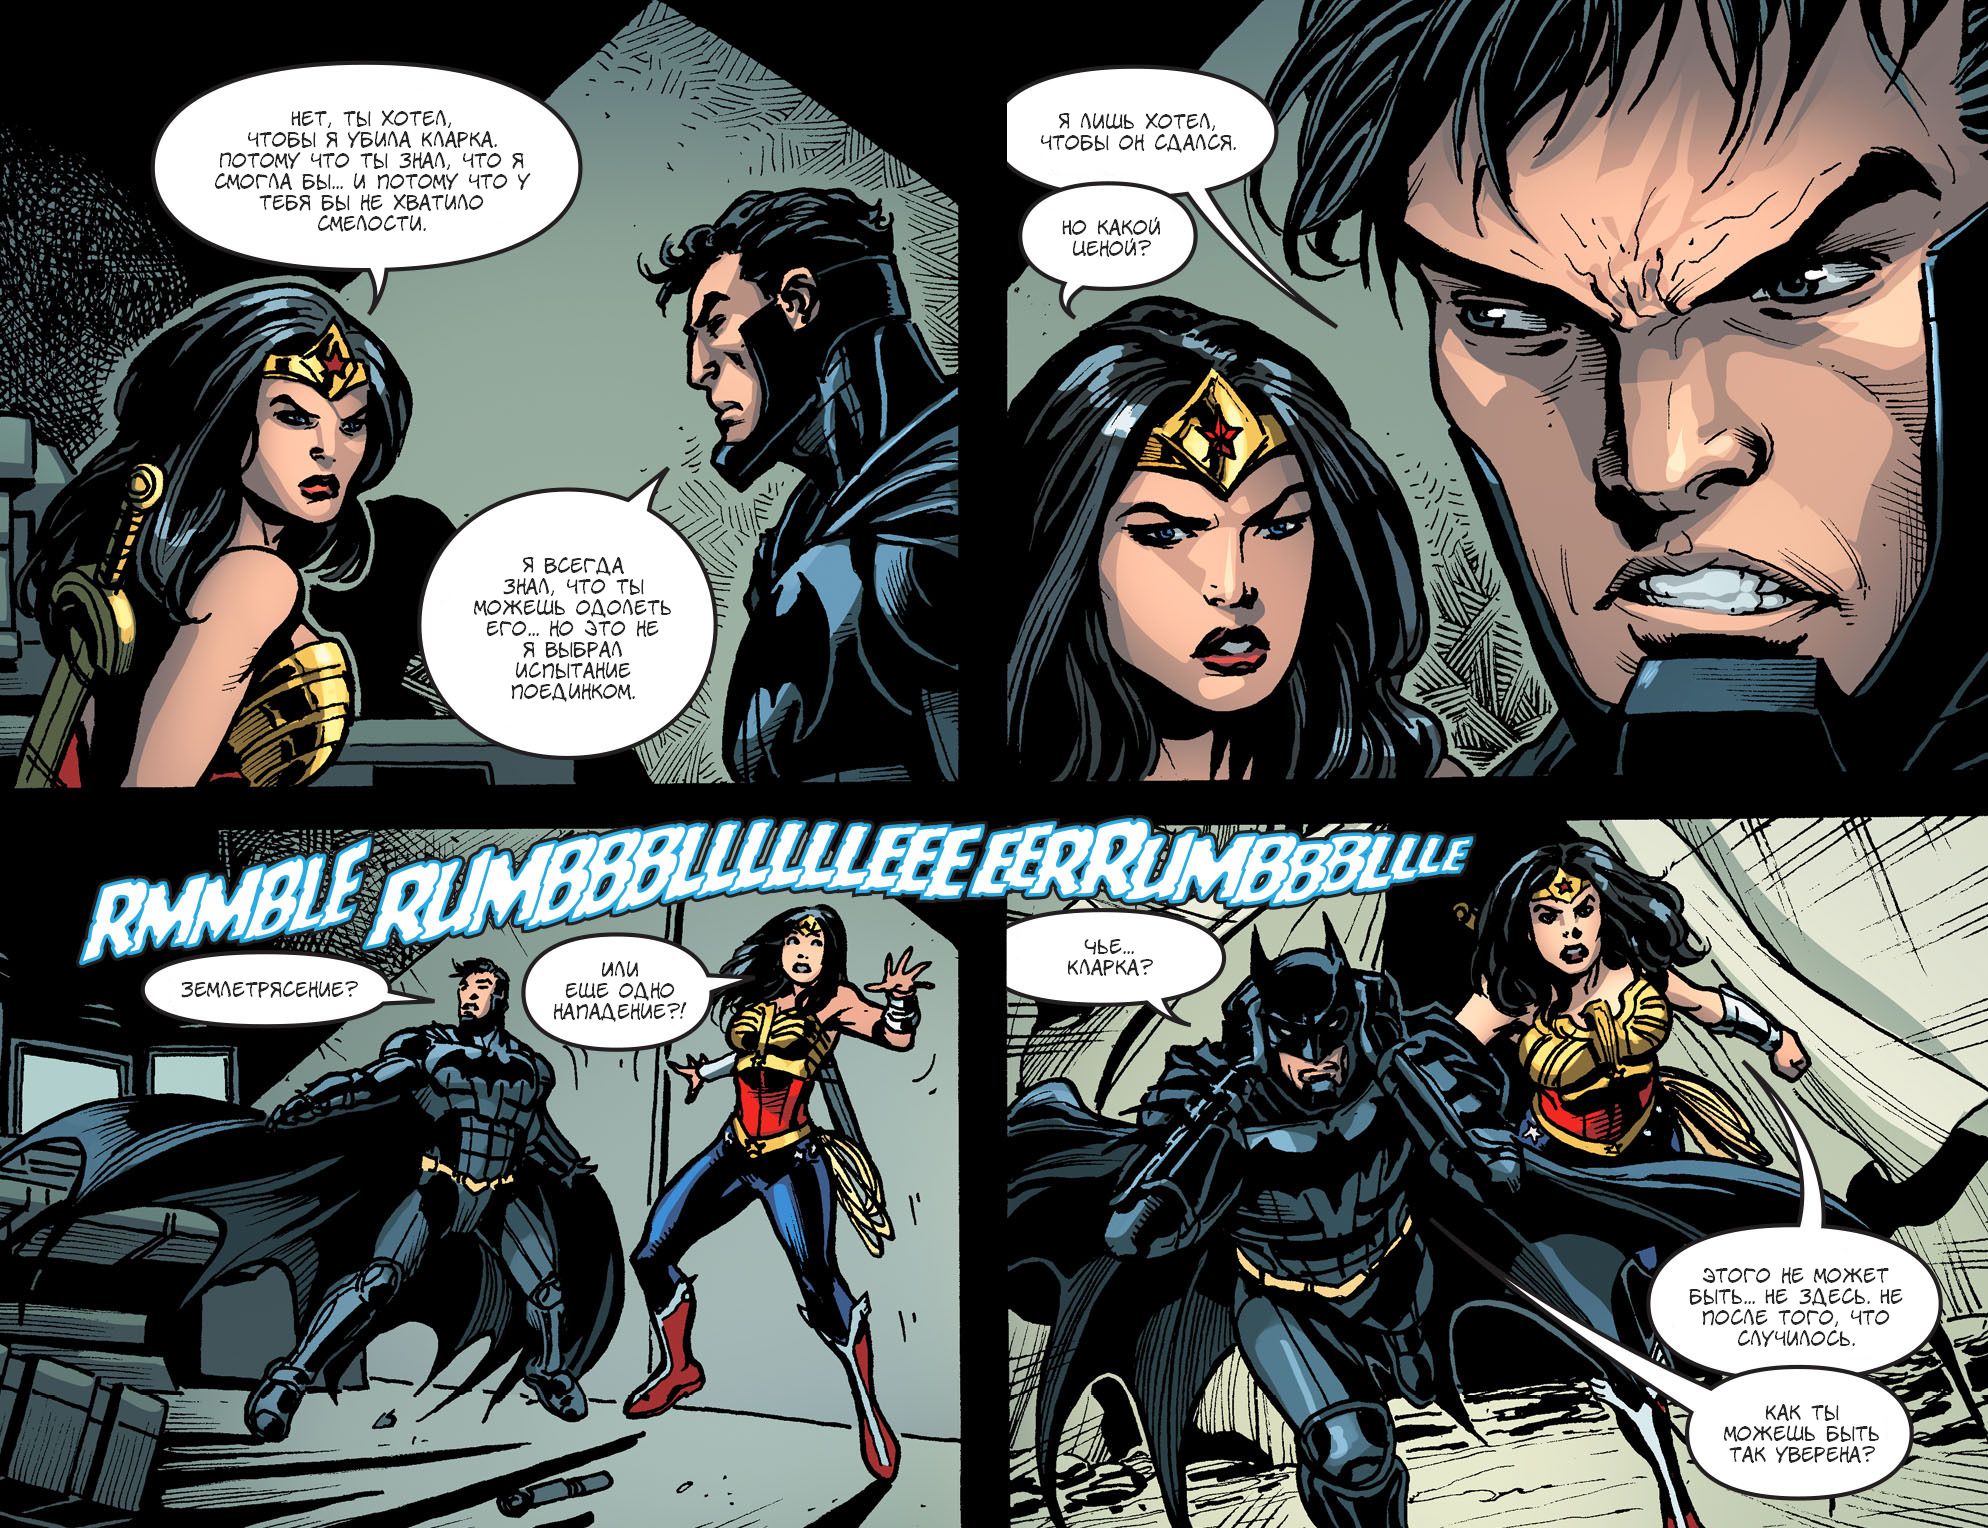 НЕТ, ТЫ ХОТЕЛ,
ЧТОБЫ Я УБИЛА КЛАРКА.
ПОТОМУ ЧТО ТЫ ЗНАЛ, ЧТО Я
СМОГЛА БЫ... И ПОТОМУ ЧТО У
ТЕБЯ БЫ НЕ ХВАТИЛО
СМЕЛОСТИ.
Я ВСЕГДА
ЗНАЛ, ЧТО ТЫ
МОЖЕШЬ ОДОЛЕТЬ
ЕГО... НО ЭТО НЕ
Я ВЫБРАЛ
ИСПЫТАНИЕ
ПОЕДИНКОМ.
Я ЛИШЬ ХОТЕЛ,
ЧТОБЫ ОН СДАЛСЯ.
НО КАКОЙ
ЦЕНОЙ?
RMMBLE RUMBBBLLLLLLEEE EERRUMBBBBLLLE
ЗЕМЛЕТРЯСЕНИЕ?
ИЛИ
ЕЩЕ ОДНО
НАПАДЕНИЕ?!
ЧЬЕ...
КЛАРКА?
ЭТОГО НЕ МОЖЕТ
БЫТЬ... НЕ ЗДЕСЬ. НЕ
ПОСЛЕ ТОГО, ЧТО
СЛУЧИЛОСЬ.
КАК ТЫ
МОЖЕШЬ БЫТЬ
ТАК УВЕРЕНА?